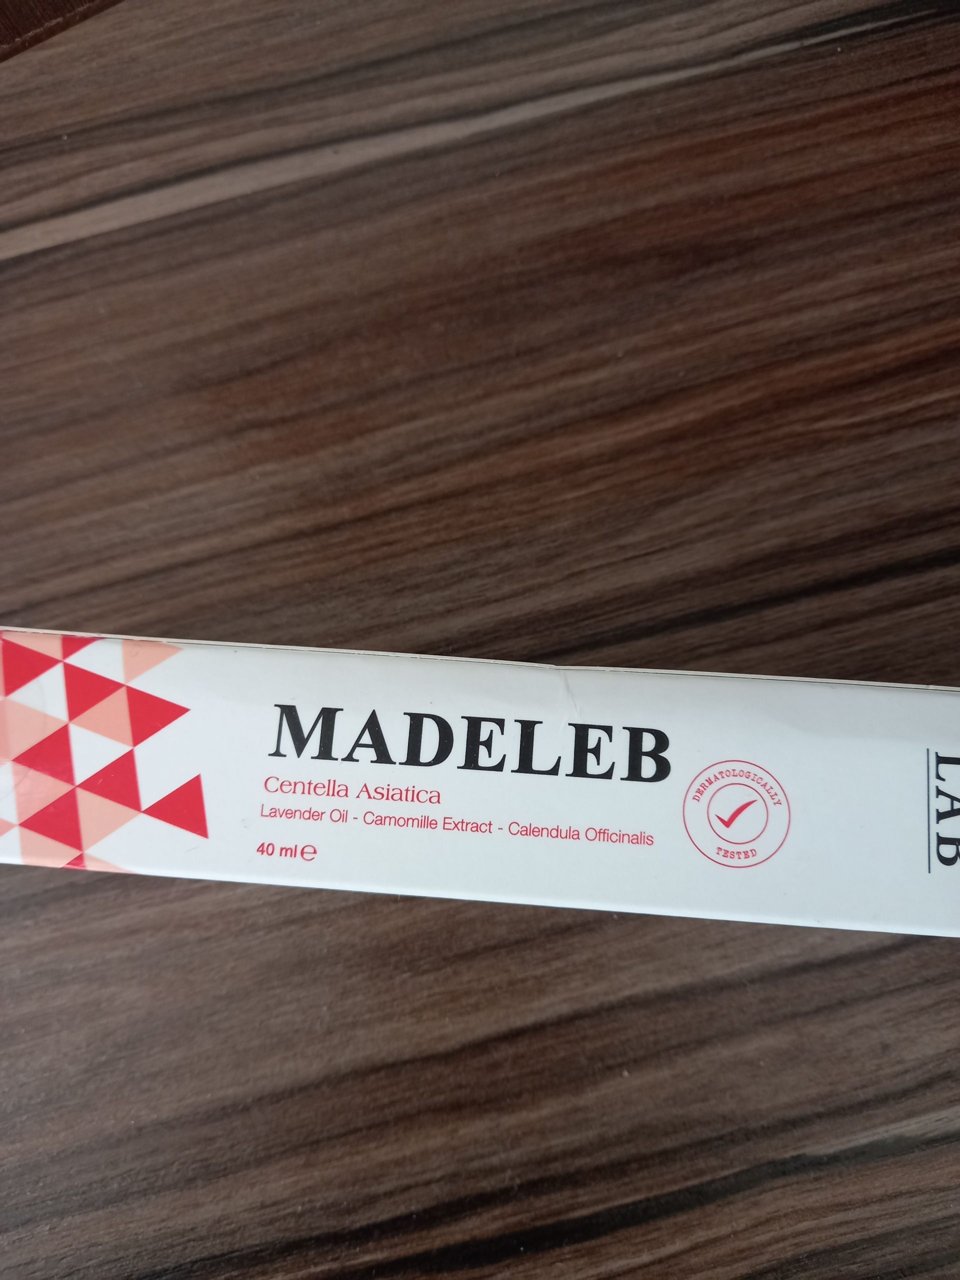 MADELEB
Centella Asiatica
Lavender Oil - Camomille Extract - Calendula Officinalis
40 ml ℮
DERMATOLOGICALLY
TESTED
LAB